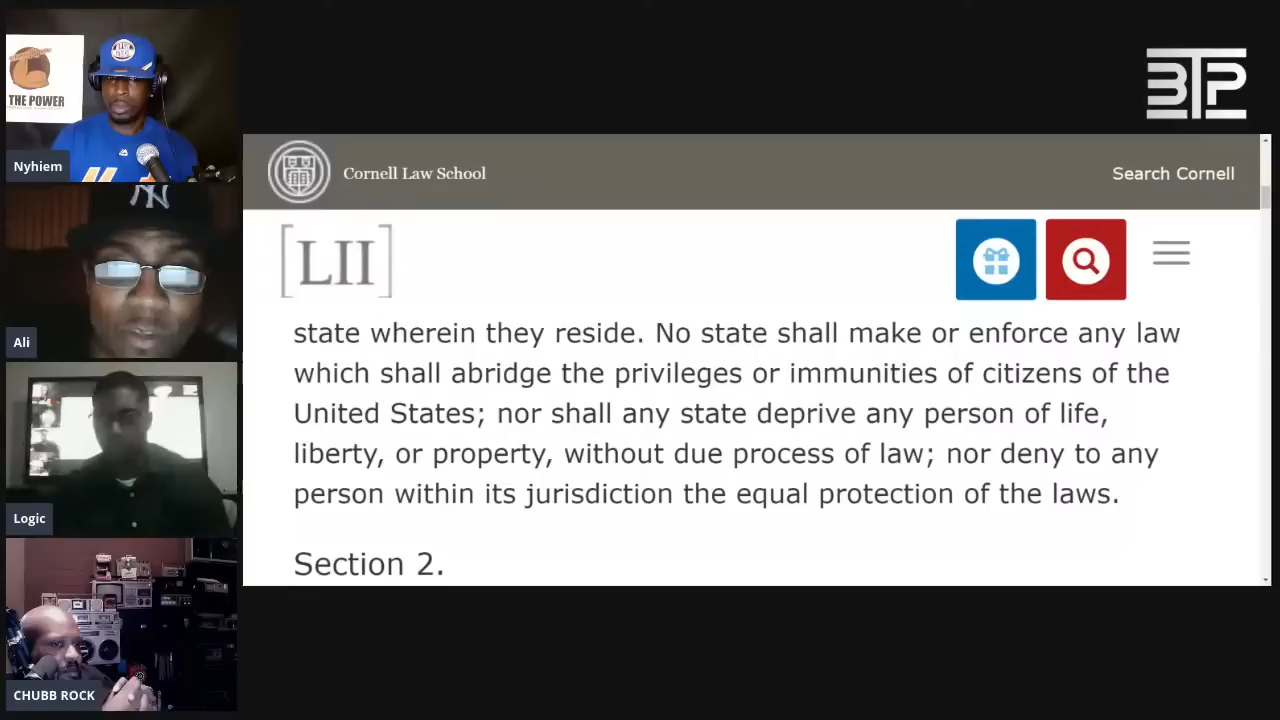 THE POWER
Nyhiem
NY
Ali
Logic
CHUBB ROCK
BTP
Cornell Law School
Search Cornell
[LII]
state wherein they reside. No state shall make or enforce any law
which shall abridge the privileges or immunities of citizens of the
United States; nor shall any state deprive any person of life,
liberty, or property, without due process of law; nor deny to any
person within its jurisdiction the equal protection of the laws.
Section 2.